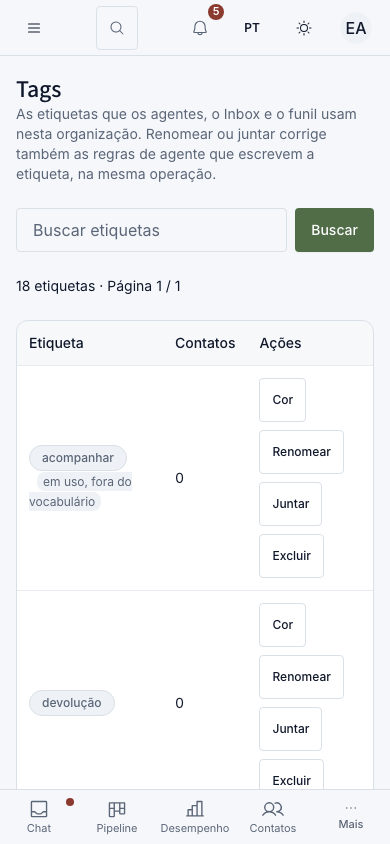 5
PT
EA
Tags
As etiquetas que os agentes, o Inbox e o funil usam
nesta organização. Renomear ou juntar corrige
também as regras de agente que escrevem a
etiqueta, na mesma operação.
Buscar etiquetas
Buscar
18 etiquetas · Página 1 / 1
Etiqueta
Contatos
Ações
acompanhar
em uso, fora do
vocabulário
0
Cor
Renomear
Juntar
Excluir
devolução
0
Cor
Renomear
Juntar
Excluir
Chat
Pipeline
Desempenho
Contatos
Mais